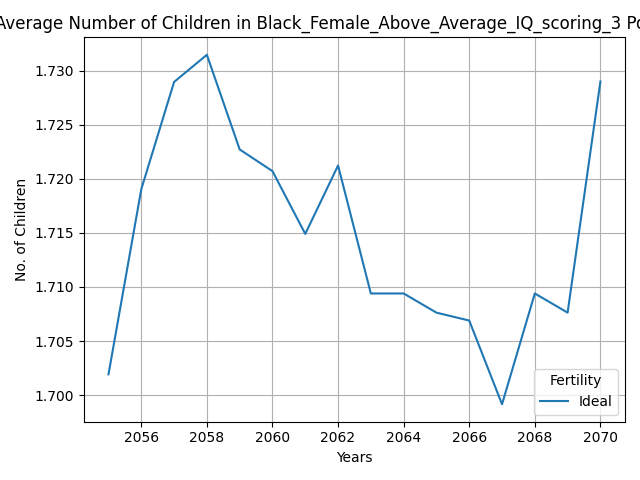 Average Number of Children in Black_Female_Above_Average_IQ_scoring_3
1.730
1.725
1.720
1.715
1.710
1.705
1.700
No. of Children
2056 2058 2060 2062 2064 2066 2068 2070
Years
Fertility
Ideal